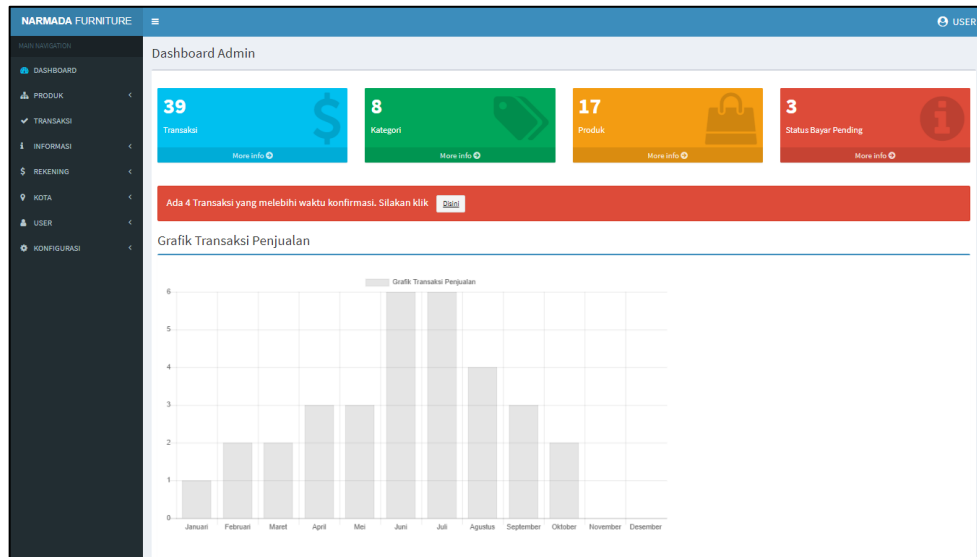 NARMADA FURNITURE
USER
MAIN NAVIGATION
DASHBOARD
PRODUK
TRANSAKSI
INFORMASI
REKENING
KOTA
USER
KONFIGURASI
Dashboard Admin
39
Transaksi
More info
8
Kategori
More info
17
Produk
More info
3
Status Bayar Pending
More info
Ada 4 Transaksi yang melebihi waktu konfirmasi. Silakan klik Disini
Grafik Transaksi Penjualan
Grafik Transaksi Penjualan
6
5
4
3
2
1
0
Januari Februari Maret April Mei Juni Juli Agustus September Oktober November Desember